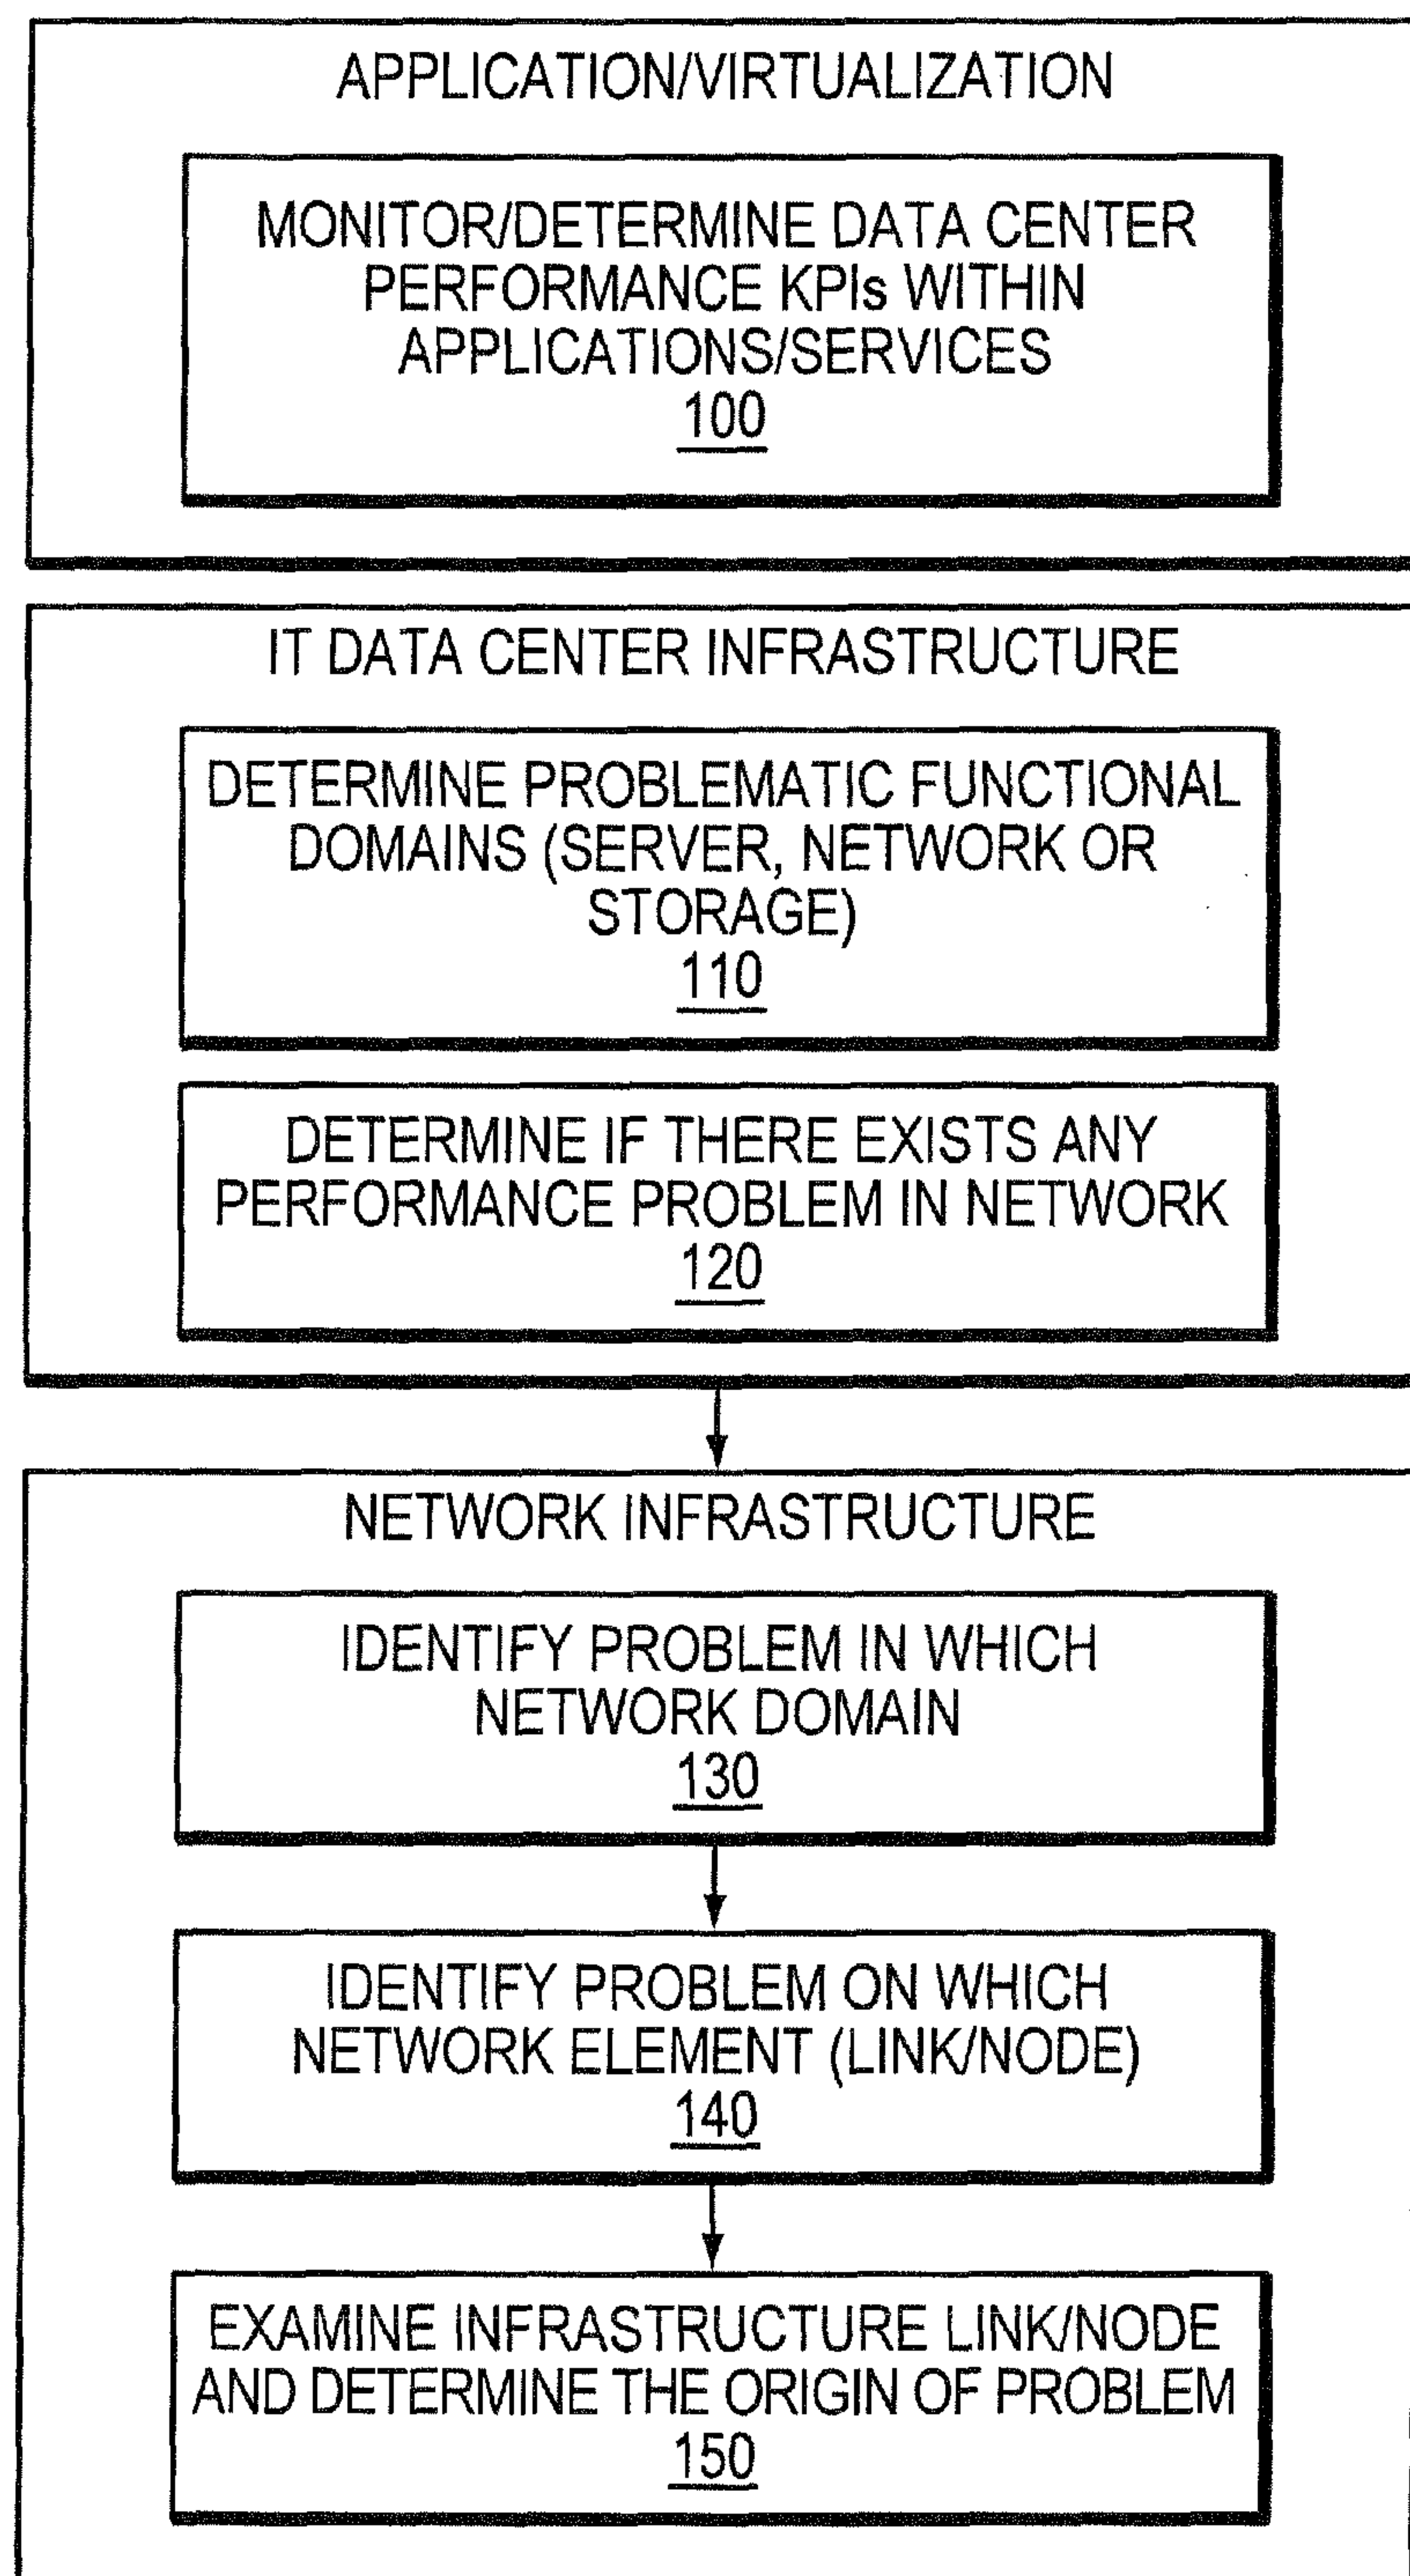 APPLICATION/VIRTUALIZATION
MONITOR/DETERMINE DATA CENTER
PERFORMANCE KPIs WITHIN
APPLICATIONS/SERVICES
100
IT DATA CENTER INFRASTRUCTURE
DETERMINE PROBLEMATIC FUNCTIONAL
DOMAINS (SERVER, NETWORK OR
STORAGE)
110
DETERMINE IF THERE EXISTS ANY
PERFORMANCE PROBLEM IN NETWORK
120
NETWORK INFRASTRUCTURE
IDENTIFY PROBLEM IN WHICH
NETWORK DOMAIN
130
IDENTIFY PROBLEM ON WHICH
NETWORK ELEMENT (LINK/NODE)
140
EXAMINE INFRASTRUCTURE LINK/NODE
AND DETERMINE THE ORIGIN OF PROBLEM
150